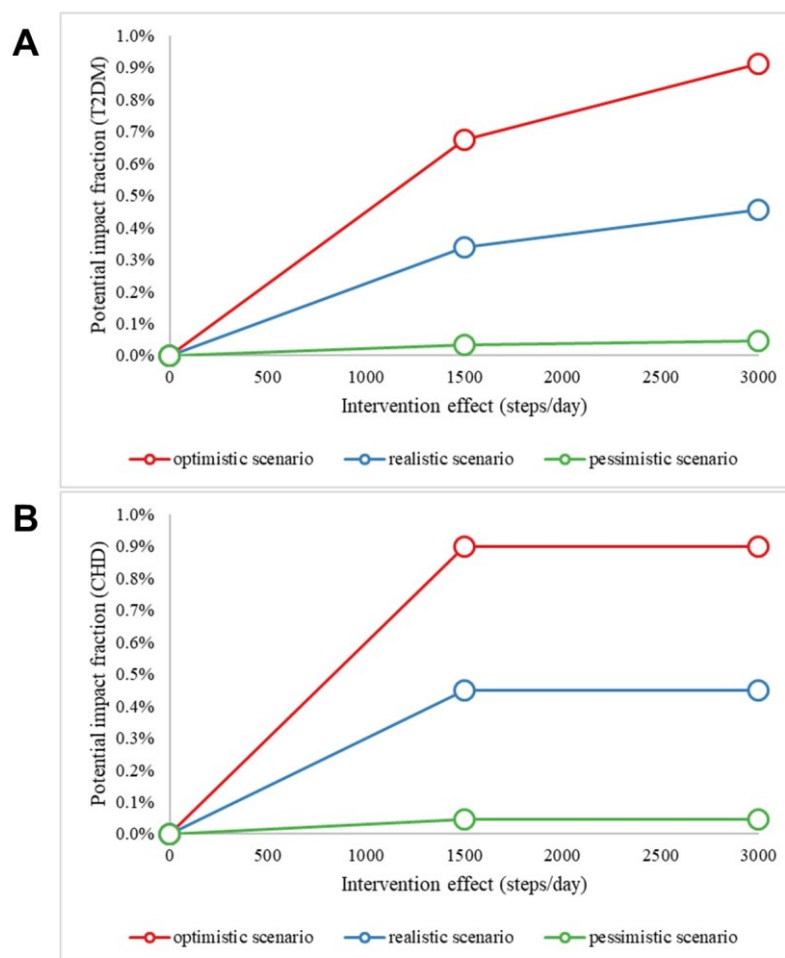 A
Potential impact fraction (T2DM)
1.0%
0.9%
0.8%
0.7%
0.6%
0.5%
0.4%
0.3%
0.2%
0.1%
0.0%
0 500 1000 1500 2000 2500 3000
Intervention effect (steps/day)
optimistic scenario realistic scenario pessimistic scenario
B
Potential impact fraction (CHD)
1.0%
0.9%
0.8%
0.7%
0.6%
0.5%
0.4%
0.3%
0.2%
0.1%
0.0%
0 500 1000 1500 2000 2500 3000
Intervention effect (steps/day)
optimistic scenario realistic scenario pessimistic scenario